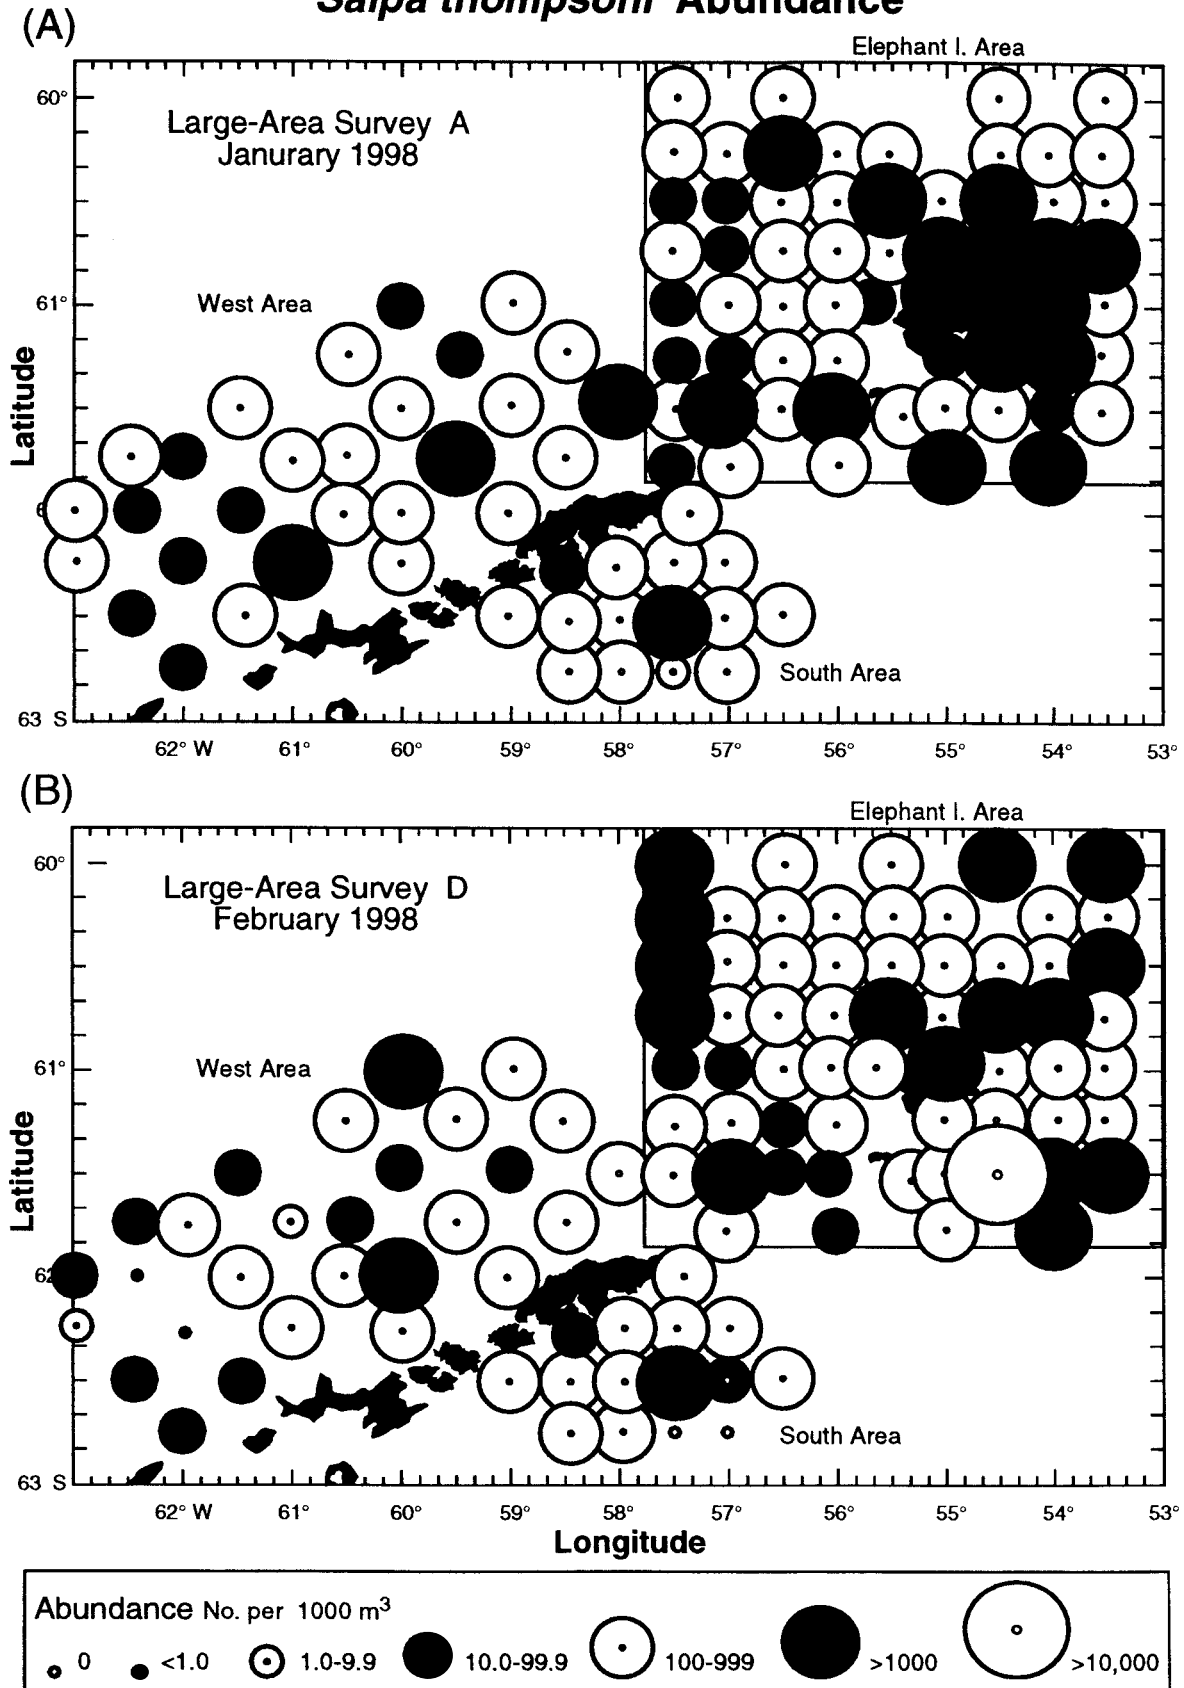 Salpa thompsoni Abundance
(A)
Elephant I. Area
60°
Large-Area Survey A
Janurary 1998
West Area
61°
Latitude
South Area
63 S
62° W 61° 60° 59° 58° 57° 56° 55° 54° 53°
(B)
Elephant I. Area
60°
Large-Area Survey D
February 1998
West Area
61°
Latitude
62
South Area
63 S
62° W 61° 60° 59° 58° 57° 56° 55° 54° 53°
Longitude
Abundance No. per 1000 m³
0 <1.0 1.0-9.9 10.0-99.9 100-999 >1000 >10,000